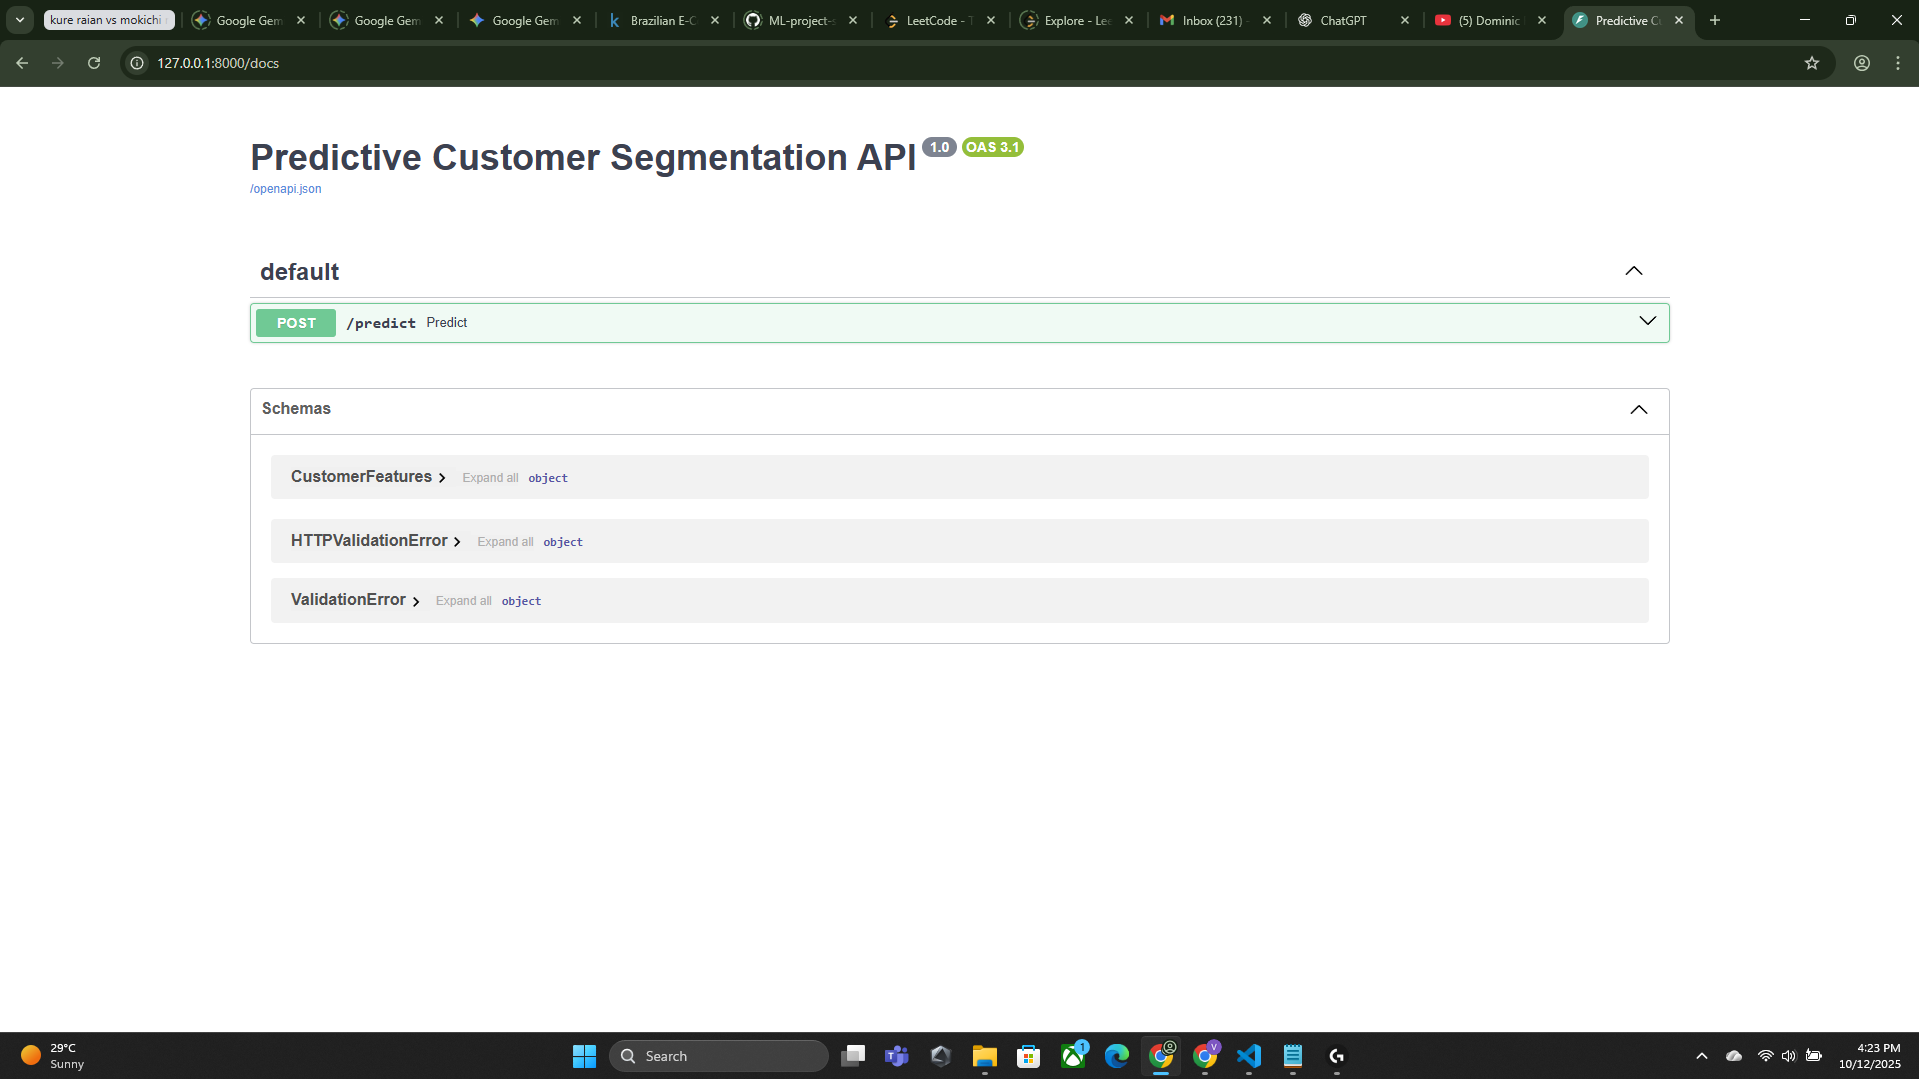 kure raian vs mokichi
Google Gem
Google Gem
Google Gem
Brazilian E-C
ML-project-s
LeetCode - T
Explore - Lee
Inbox (231) -
ChatGPT
(5) Dominic
Predictive Cu
127.0.0.1:8000/docs
Predictive Customer Segmentation API 1.0 OAS 3.1
/openapi.json
default
POST /predict Predict
Schemas
CustomerFeatures Expand all object
HTTPValidationError Expand all object
ValidationError Expand all object
29°C
Sunny
Search
1
V
4:23 PM
10/12/2025